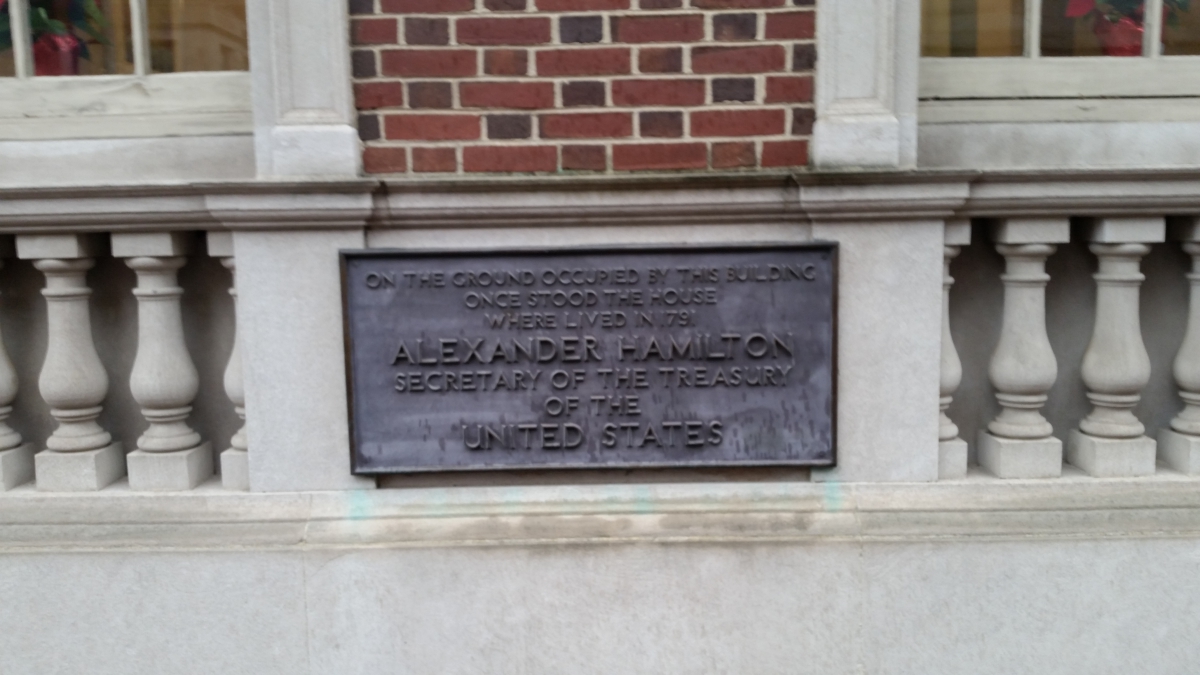 ON THE GROUND OCCUPIED BY THIS BUILDING
ONCE STOOD THE HOUSE
WHERE LIVED IN 1791
ALEXANDER HAMILTON
SECRETARY OF THE TREASURY
OF THE
UNITED STATES